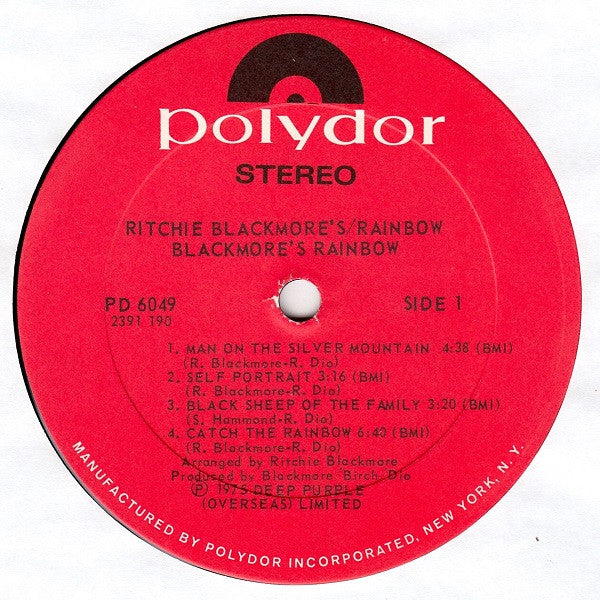 polydor
STEREO
RITCHIE BLACKMORE'S/RAINBOW
BLACKMORE'S RAINBOW
PD 6049
2391 190
SIDE 1
1. MAN ON THE SILVER MOUNTAIN 4:38 (BMI)
(R. Blackmore-R. Dio)
2. SELF PORTRAIT 3:16 (BMI)
(R. Blackmore-R. Dio)
3. BLACK SHEEP OF THE FAMILY 3:20 (BMI)
(S. Hammond-R. Dio)
4. CATCH THE RAINBOW 6:40 (BMI)
(R. Blackmore-R. Dio)
Arranged by Ritchie Blackmore
Produced by Blackmore Birch, Dio
Ⓟ 1975 DEEP PURPLE
(OVERSEAS) LIMITED
MANUFACTURED BY POLYDOR INCORPORATED, NEW YORK, N. Y.